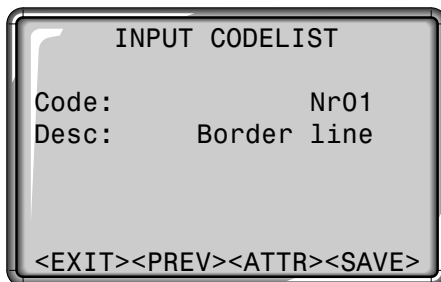 INPUT CODELIST
Code: Nr01
Desc: Border line
<EXIT><PREV><ATTR><SAVE>